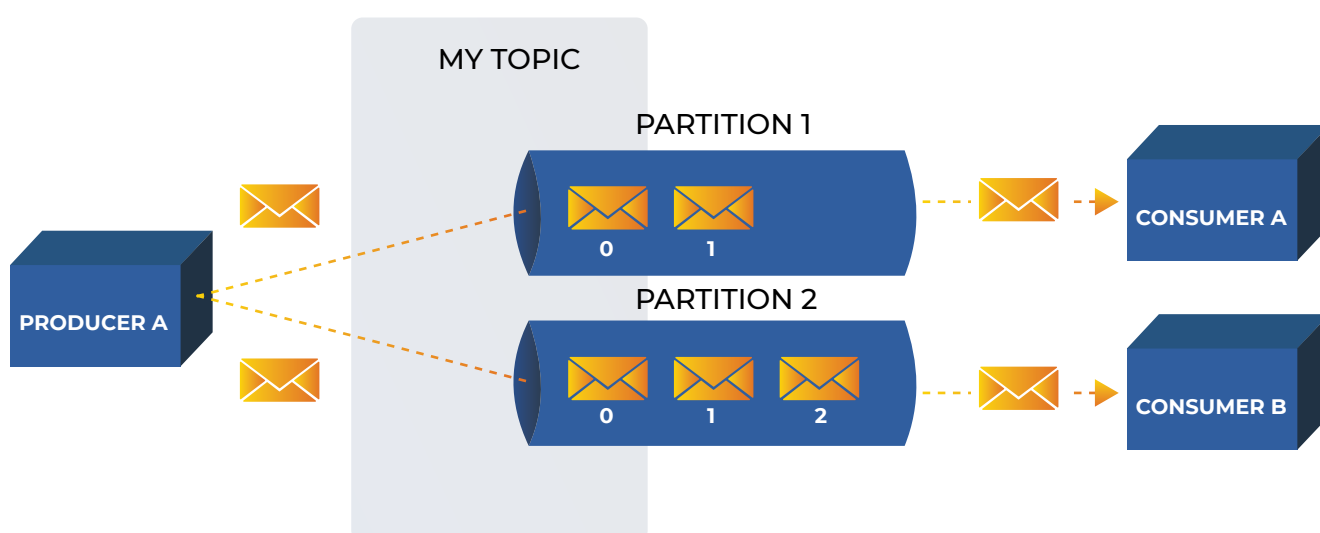 MY TOPIC
PARTITION 1
0 1
CONSUMER A
PRODUCER A
PARTITION 2
0 1 2
CONSUMER B